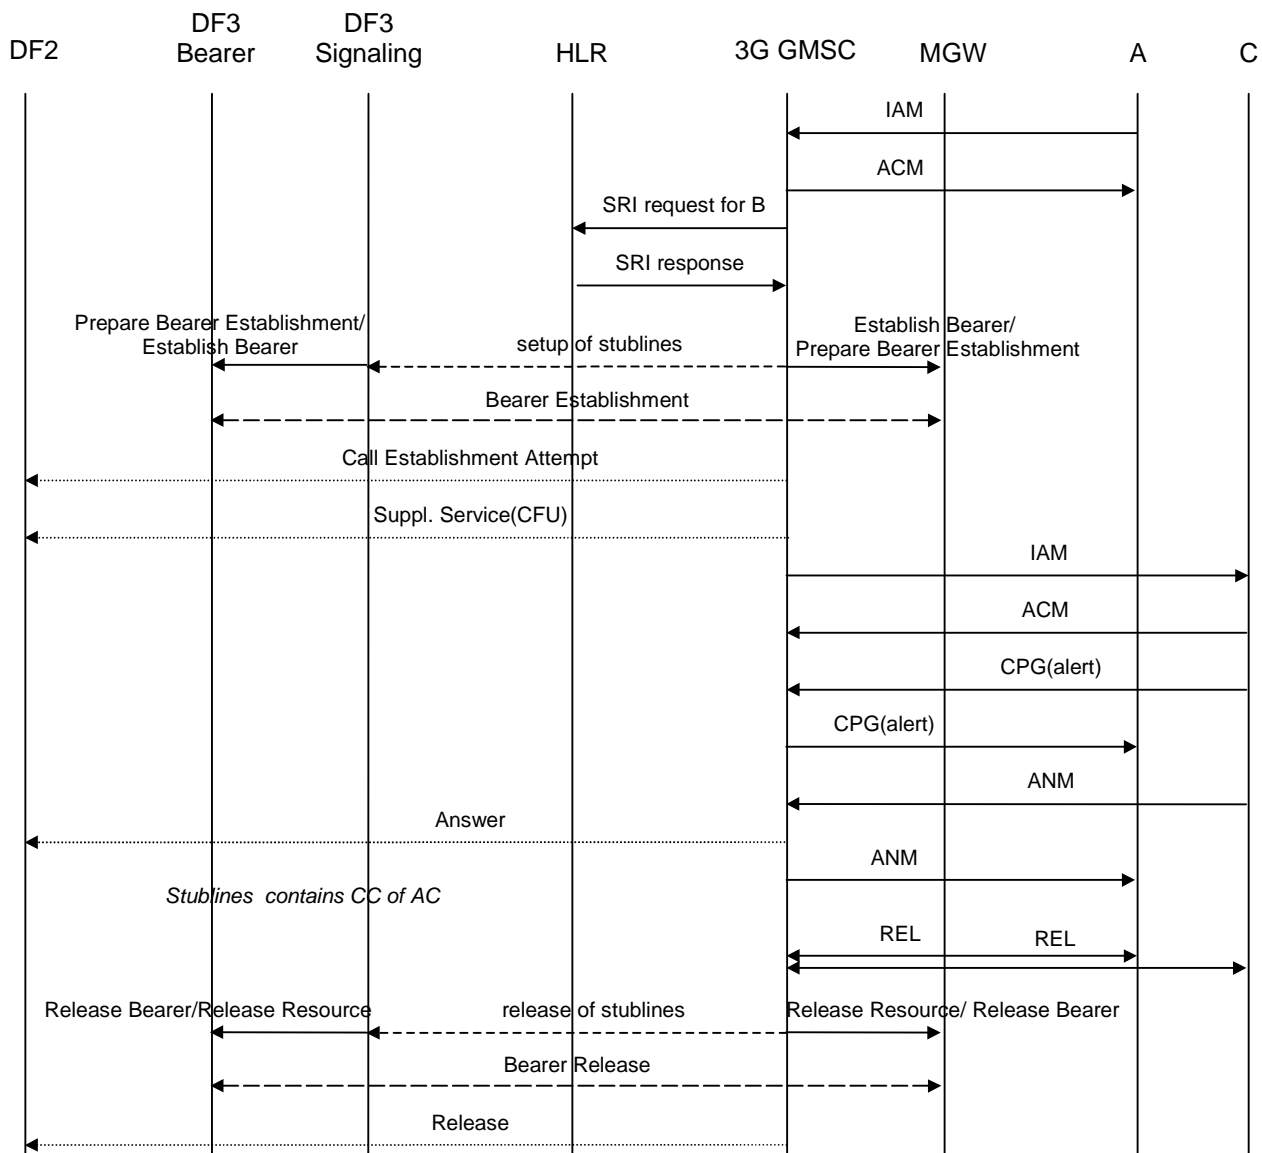 DF2
DF3
Bearer
DF3
Signaling
HLR
3G GMSC
MGW
A
C
IAM
ACM
SRI request for B
SRI response
Prepare Bearer Establishment/
Establish Bearer
setup of stublines
Establish Bearer/
Prepare Bearer Establishment
Bearer Establishment
Call Establishment Attempt
Suppl. Service(CFU)
IAM
ACM
CPG(alert)
CPG(alert)
ANM
Answer
ANM
Stublines contains CC of AC
REL
REL
Release Bearer/Release Resource
release of stublines
Release Resource/ Release Bearer
Bearer Release
Release